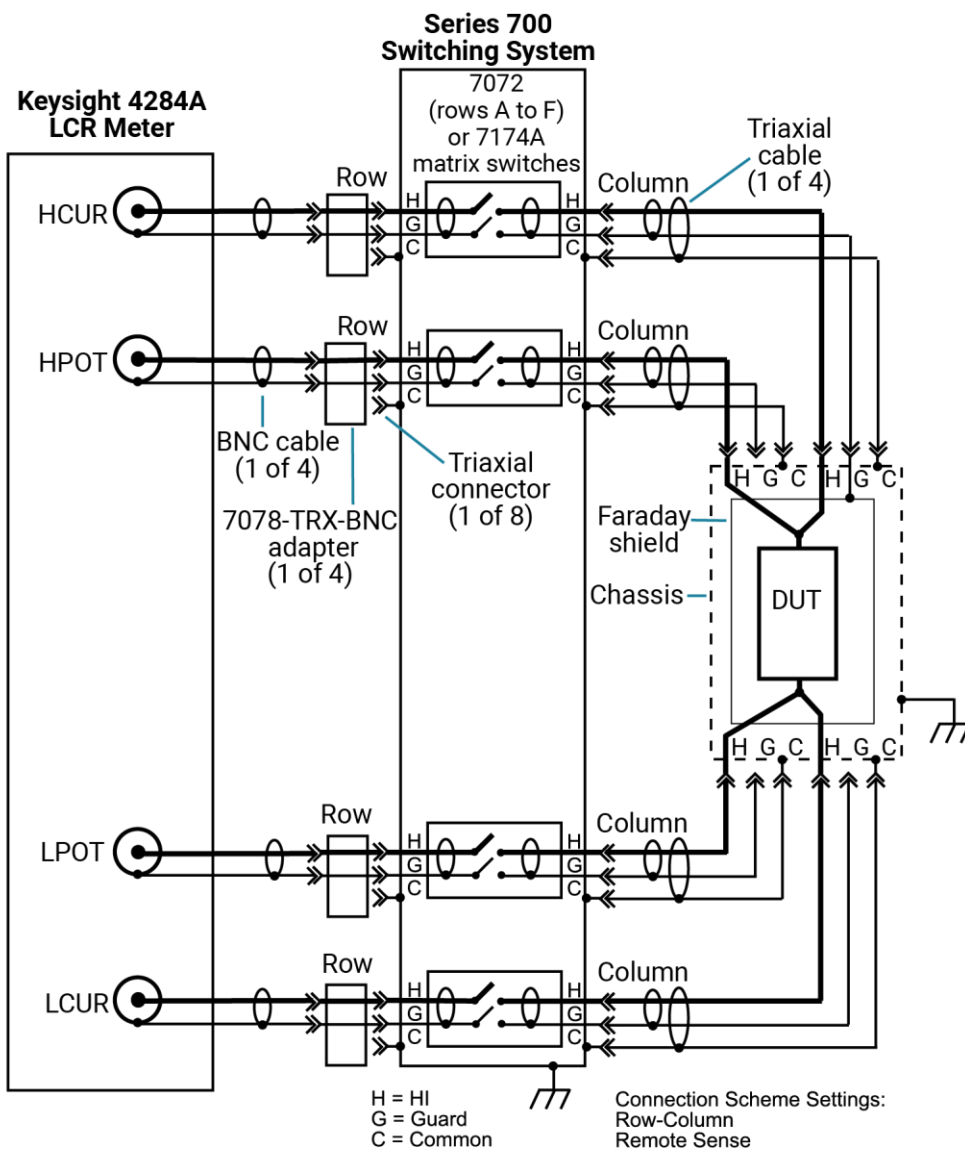 Series 700
Switching System
Keysight 4284A
LCR Meter
7072
(rows A to F)
or 7174A
matrix switches
Triaxial
cable
(1 of 4)
HCUR
Row
H
G
C
H
G
C
Column
HPOT
Row
H
G
C
H
G
C
Column
BNC cable
(1 of 4)
7078-TRX-BNC
adapter
(1 of 4)
Triaxial
connector
(1 of 8)
H G C H G C
Faraday
shield
Chassis
DUT
H G C H G C
LPOT
Row
H
G
C
H
G
C
Column
LCUR
Row
H
G
C
H
G
C
Column
H = HI
G = Guard
C = Common
Connection Scheme Settings:
Row-Column
Remote Sense